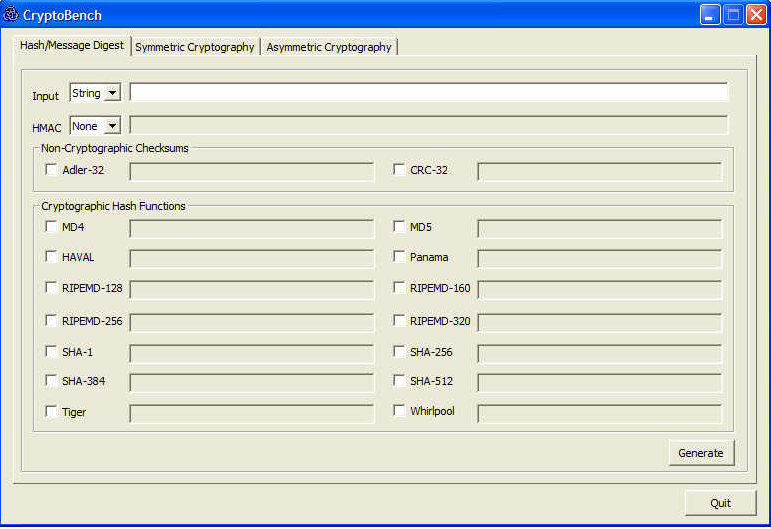 CryptoBench
Hash/Message Digest Symmetric Cryptography Asymmetric Cryptography
Input String
HMAC None
Non-Cryptographic Checksums
Adler-32 CRC-32
Cryptographic Hash Functions
MD4 MD5
HAVAL Panama
RIPEMD-128 RIPEMD-160
RIPEMD-256 RIPEMD-320
SHA-1 SHA-256
SHA-384 SHA-512
Tiger Whirlpool
Generate
Quit